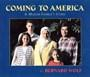 COMING TO AMERICA
A MUSLIM FAMILY'S STORY
BERNARD WOLF